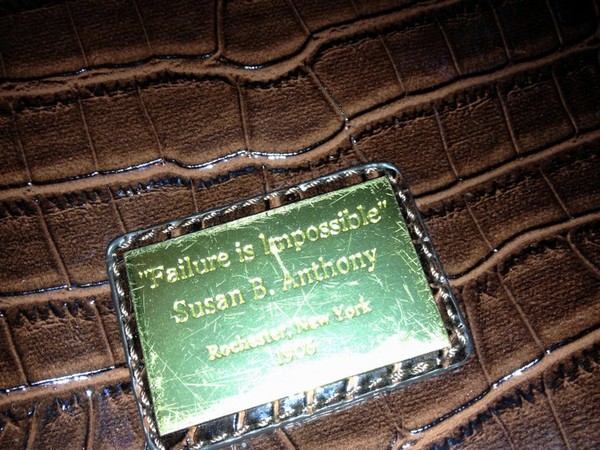 "Failure is Impossible"
Susan B. Anthony
Rochester, New York
1906